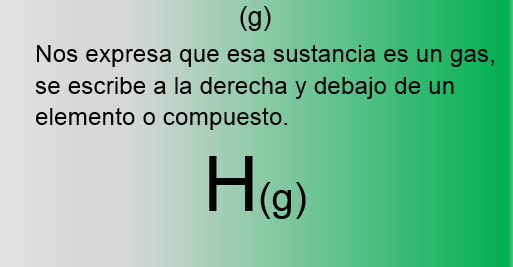 (g)
Nos expresa que esa sustancia es un gas,
se escribe a la derecha y debajo de un
elemento o compuesto.
H(g)